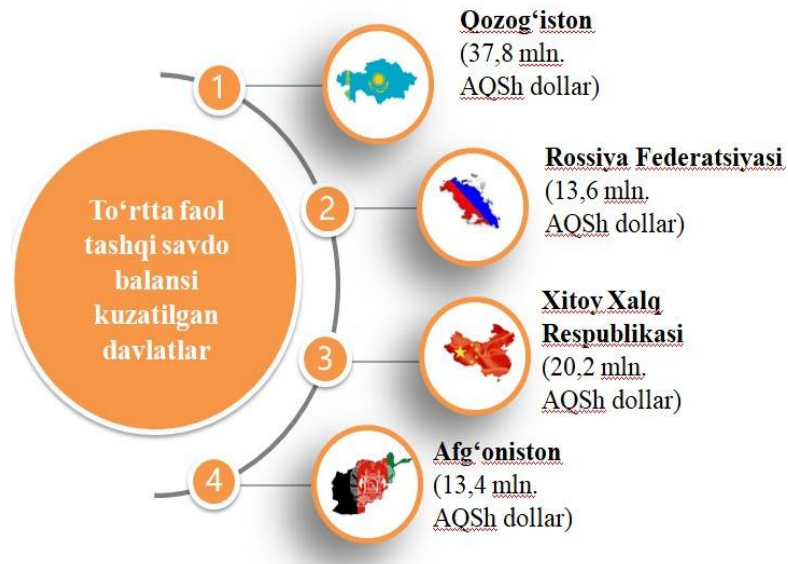 To‘rtta faol
tashqi savdo
balansi
kuzatilgan
davlatlar
1
Qozog‘iston
(37,8 mln.
AQSh dollar)
2
Rossiya Federatsiyasi
(13,6 mln.
AQSh dollar)
3
Xitoy Xalq
Respublikasi
(20,2 mln.
AQSh dollar)
4
Afg‘oniston
(13,4 mln.
AQSh dollar)